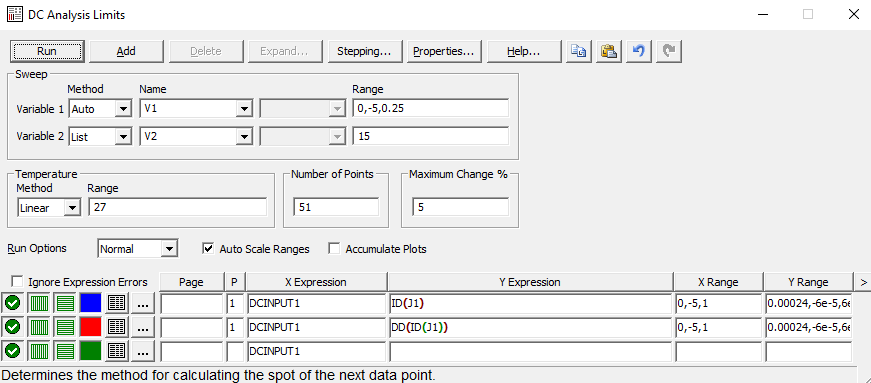 DC Analysis Limits
Run Add Delete Expand... Stepping... Properties... Help...
Sweep
Method Name Range
Variable 1 Auto V1 0,-5,0.25
Variable 2 List V2 15
Temperature Number of Points Maximum Change %
Method Range
Linear 27 51 5
Run Options Normal Auto Scale Ranges Accumulate Plots
Ignore Expression Errors Page P X Expression Y Expression X Range Y Range >
... 1 DCINPUT1 ID(J1) 0,-5,1 0.00024,-6e-5,6e
... 1 DCINPUT1 DD(ID(J1)) 0,-5,1 0.00024,-6e-5,6e
... DCINPUT1
Determines the method for calculating the spot of the next data point.